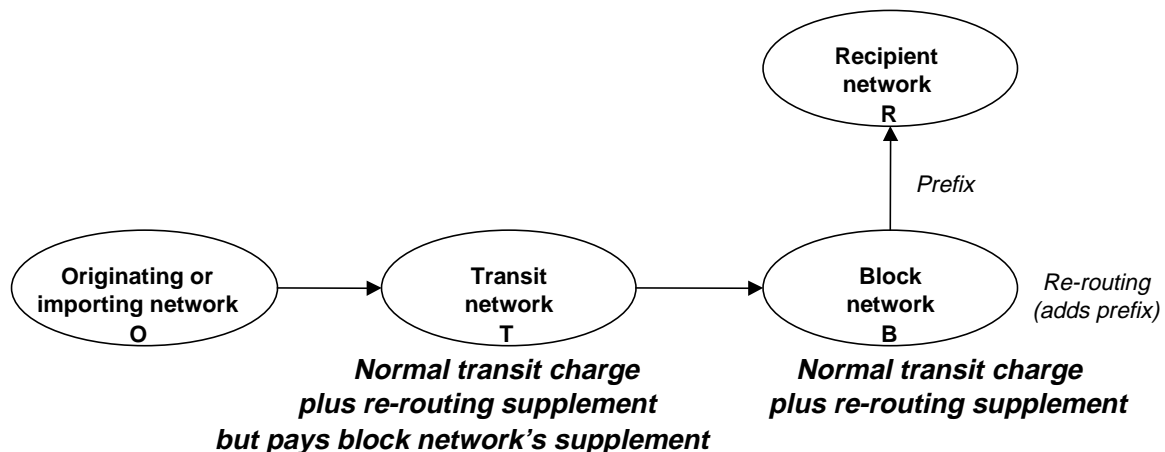 Recipient
network
R
Prefix
Originating or
importing network
O
Transit
network
T
Block
network
B
Re-routing
(adds prefix)
Normal transit charge
plus re-routing supplement
but pays block network's supplement
Normal transit charge
plus re-routing supplement